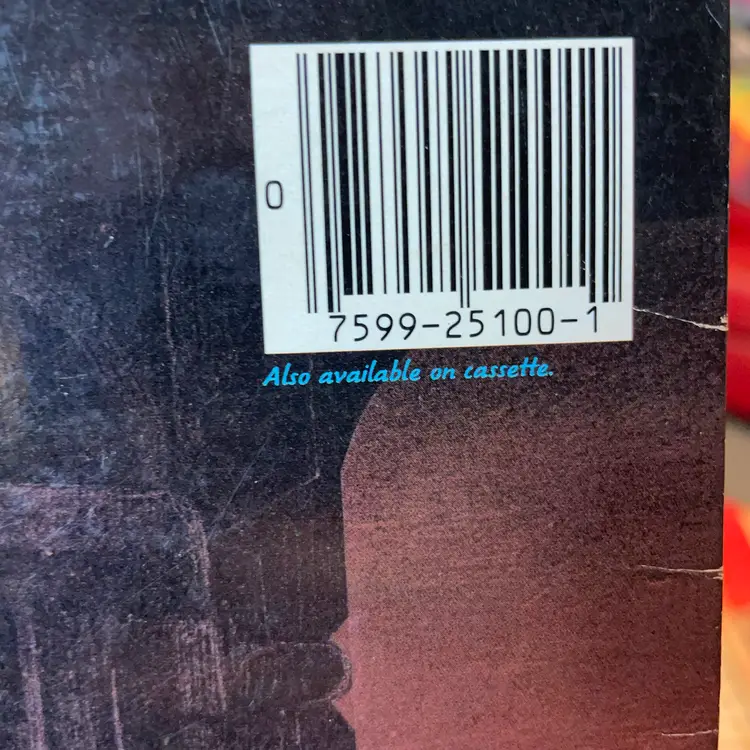 0
7599-25100-1
Also available on cassette.